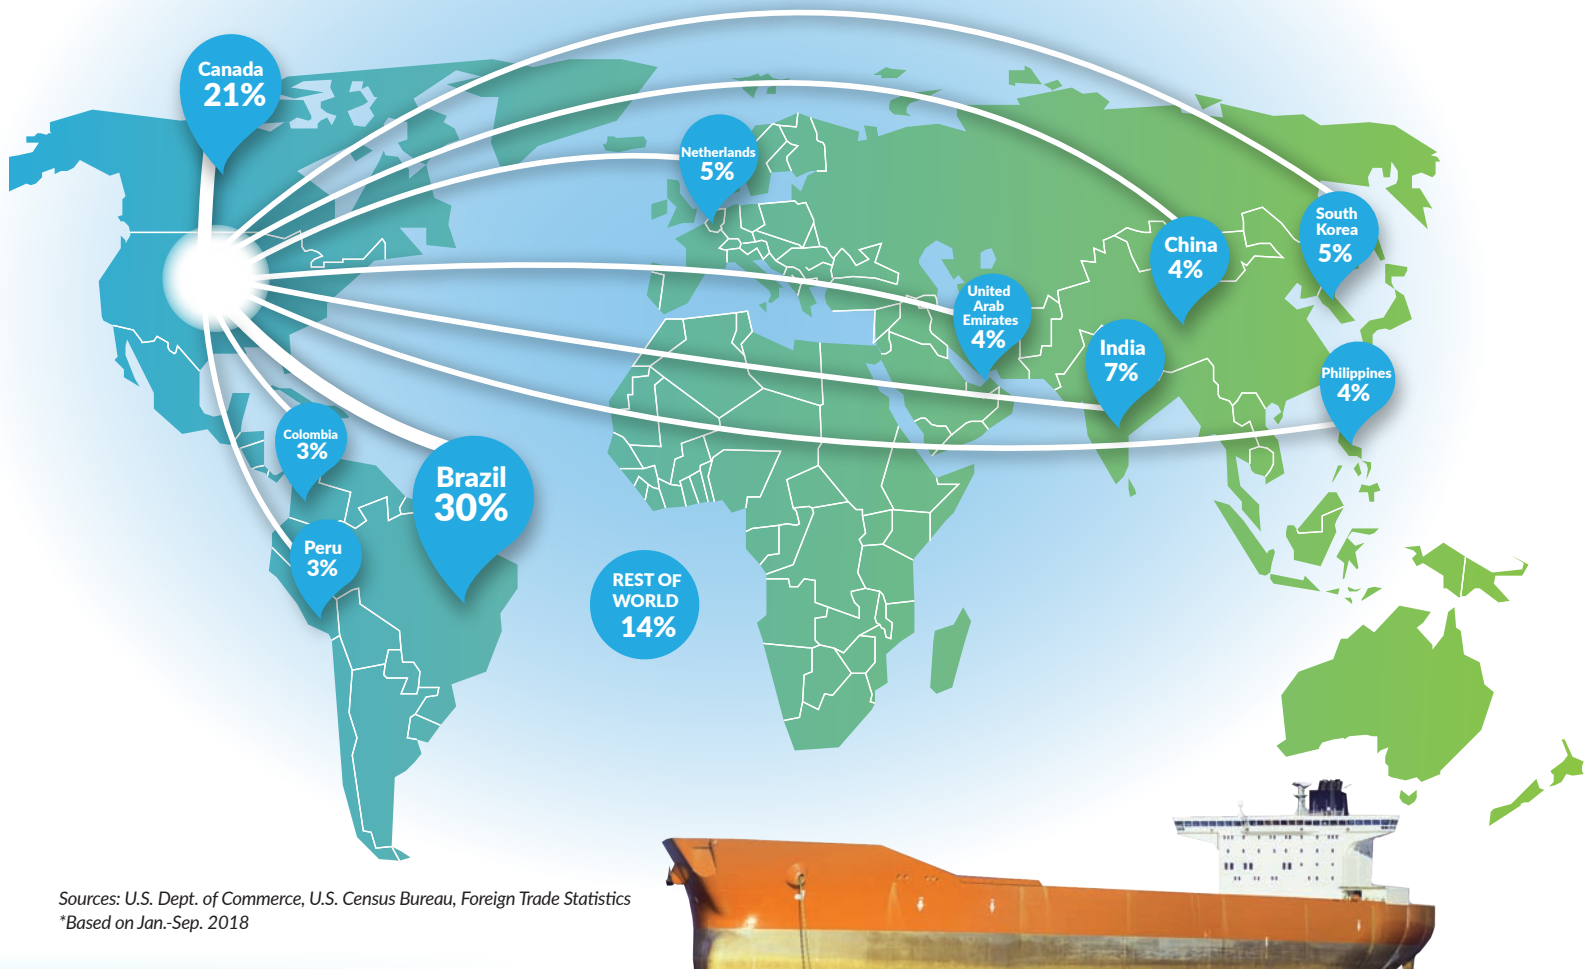 Canada
21%
Netherlands
5%
South
Korea
5%
China
4%
United
Arab
Emirates
4%
India
7%
Philippines
4%
Colombia
3%
Brazil
30%
Peru
3%
REST OF
WORLD
14%
Sources: U.S. Dept. of Commerce, U.S. Census Bureau, Foreign Trade Statistics
*Based on Jan.-Sep. 2018